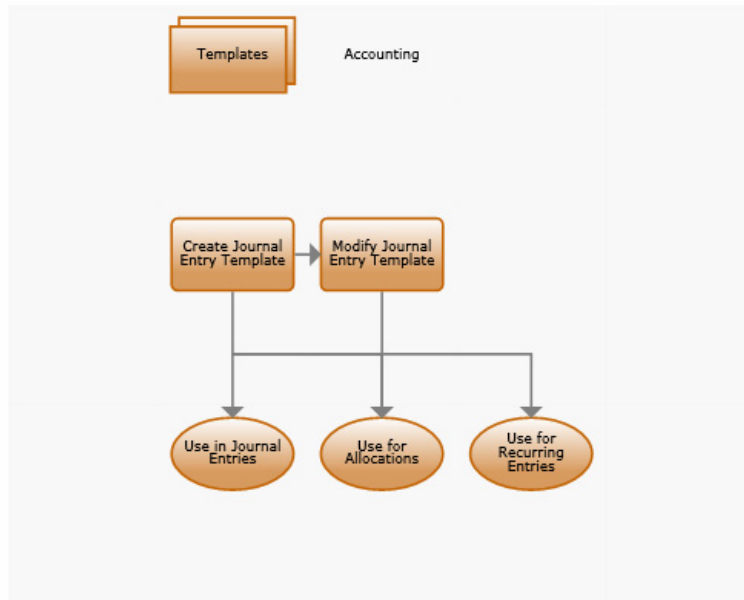 Templates
Accounting
Create Journal
Entry Template
Modify Journal
Entry Template
Use in Journal
Entries
Use for
Allocations
Use for
Recurring
Entries